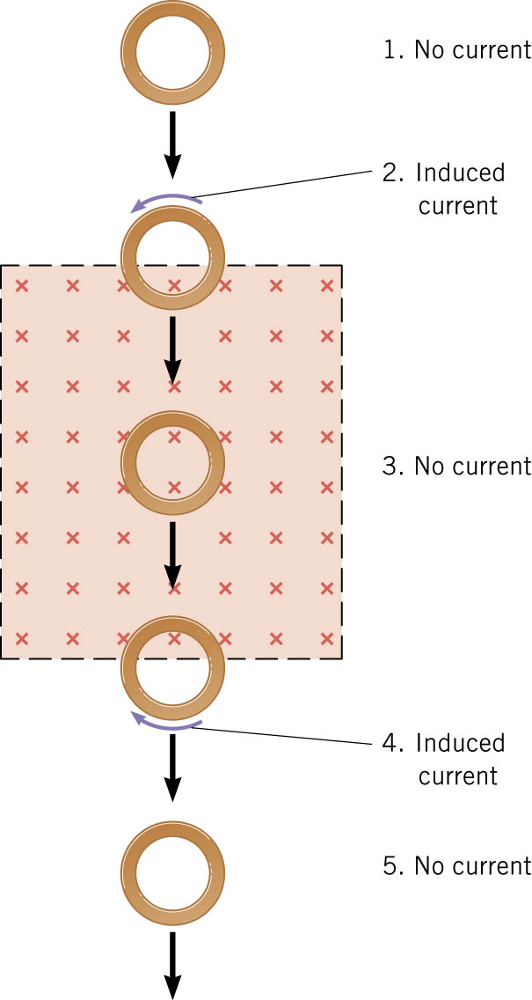 1. No current
2. Induced
current
3. No current
4. Induced
current
5. No current